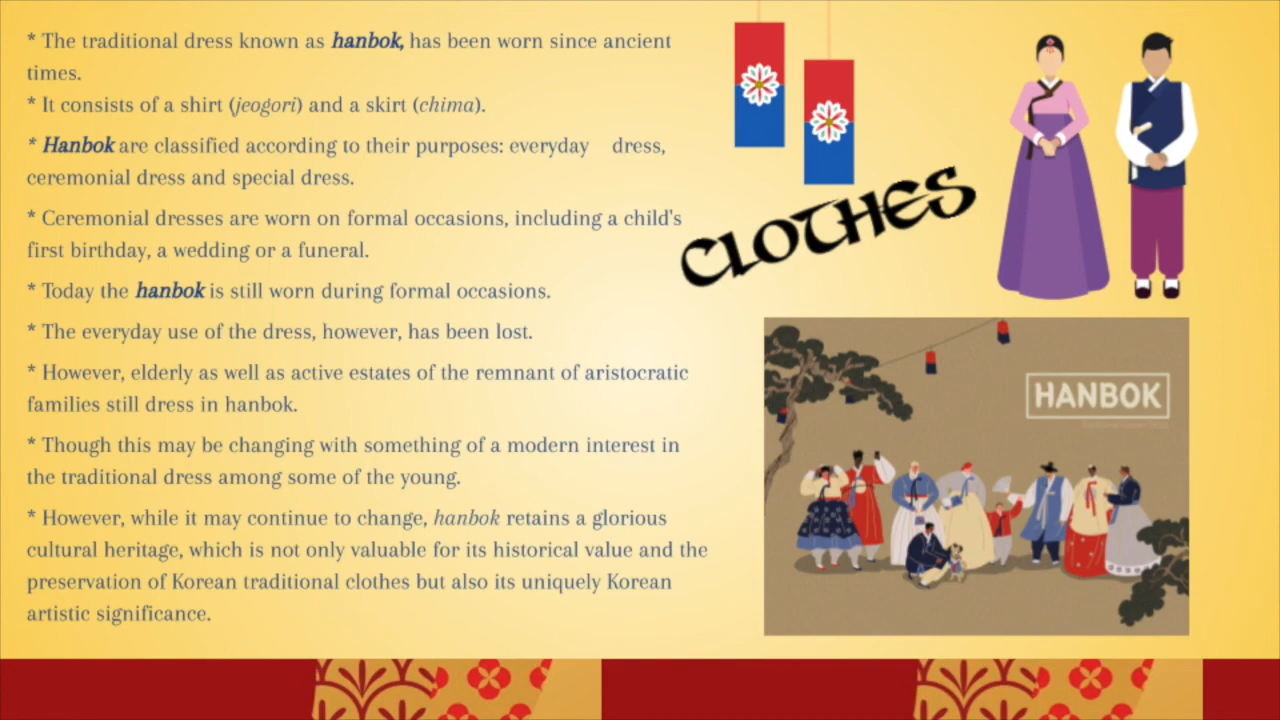 * The traditional dress known as hanbok, has been worn since ancient
times.
* It consists of a shirt (jeogori) and a skirt (chima).
* Hanbok are classified according to their purposes: everyday dress,
ceremonial dress and special dress.
* Ceremonial dresses are worn on formal occasions, including a child's
first birthday, a wedding or a funeral.
* Today the hanbok is still worn during formal occasions.
* The everyday use of the dress, however, has been lost.
* However, elderly as well as active estates of the remnant of aristocratic
families still dress in hanbok.
* Though this may be changing with something of a modern interest in
the traditional dress among some of the young.
* However, while it may continue to change, hanbok retains a glorious
cultural heritage, which is not only valuable for its historical value and the
preservation of Korean traditional clothes but also its uniquely Korean
artistic significance.
CLOTHES
HANBOK